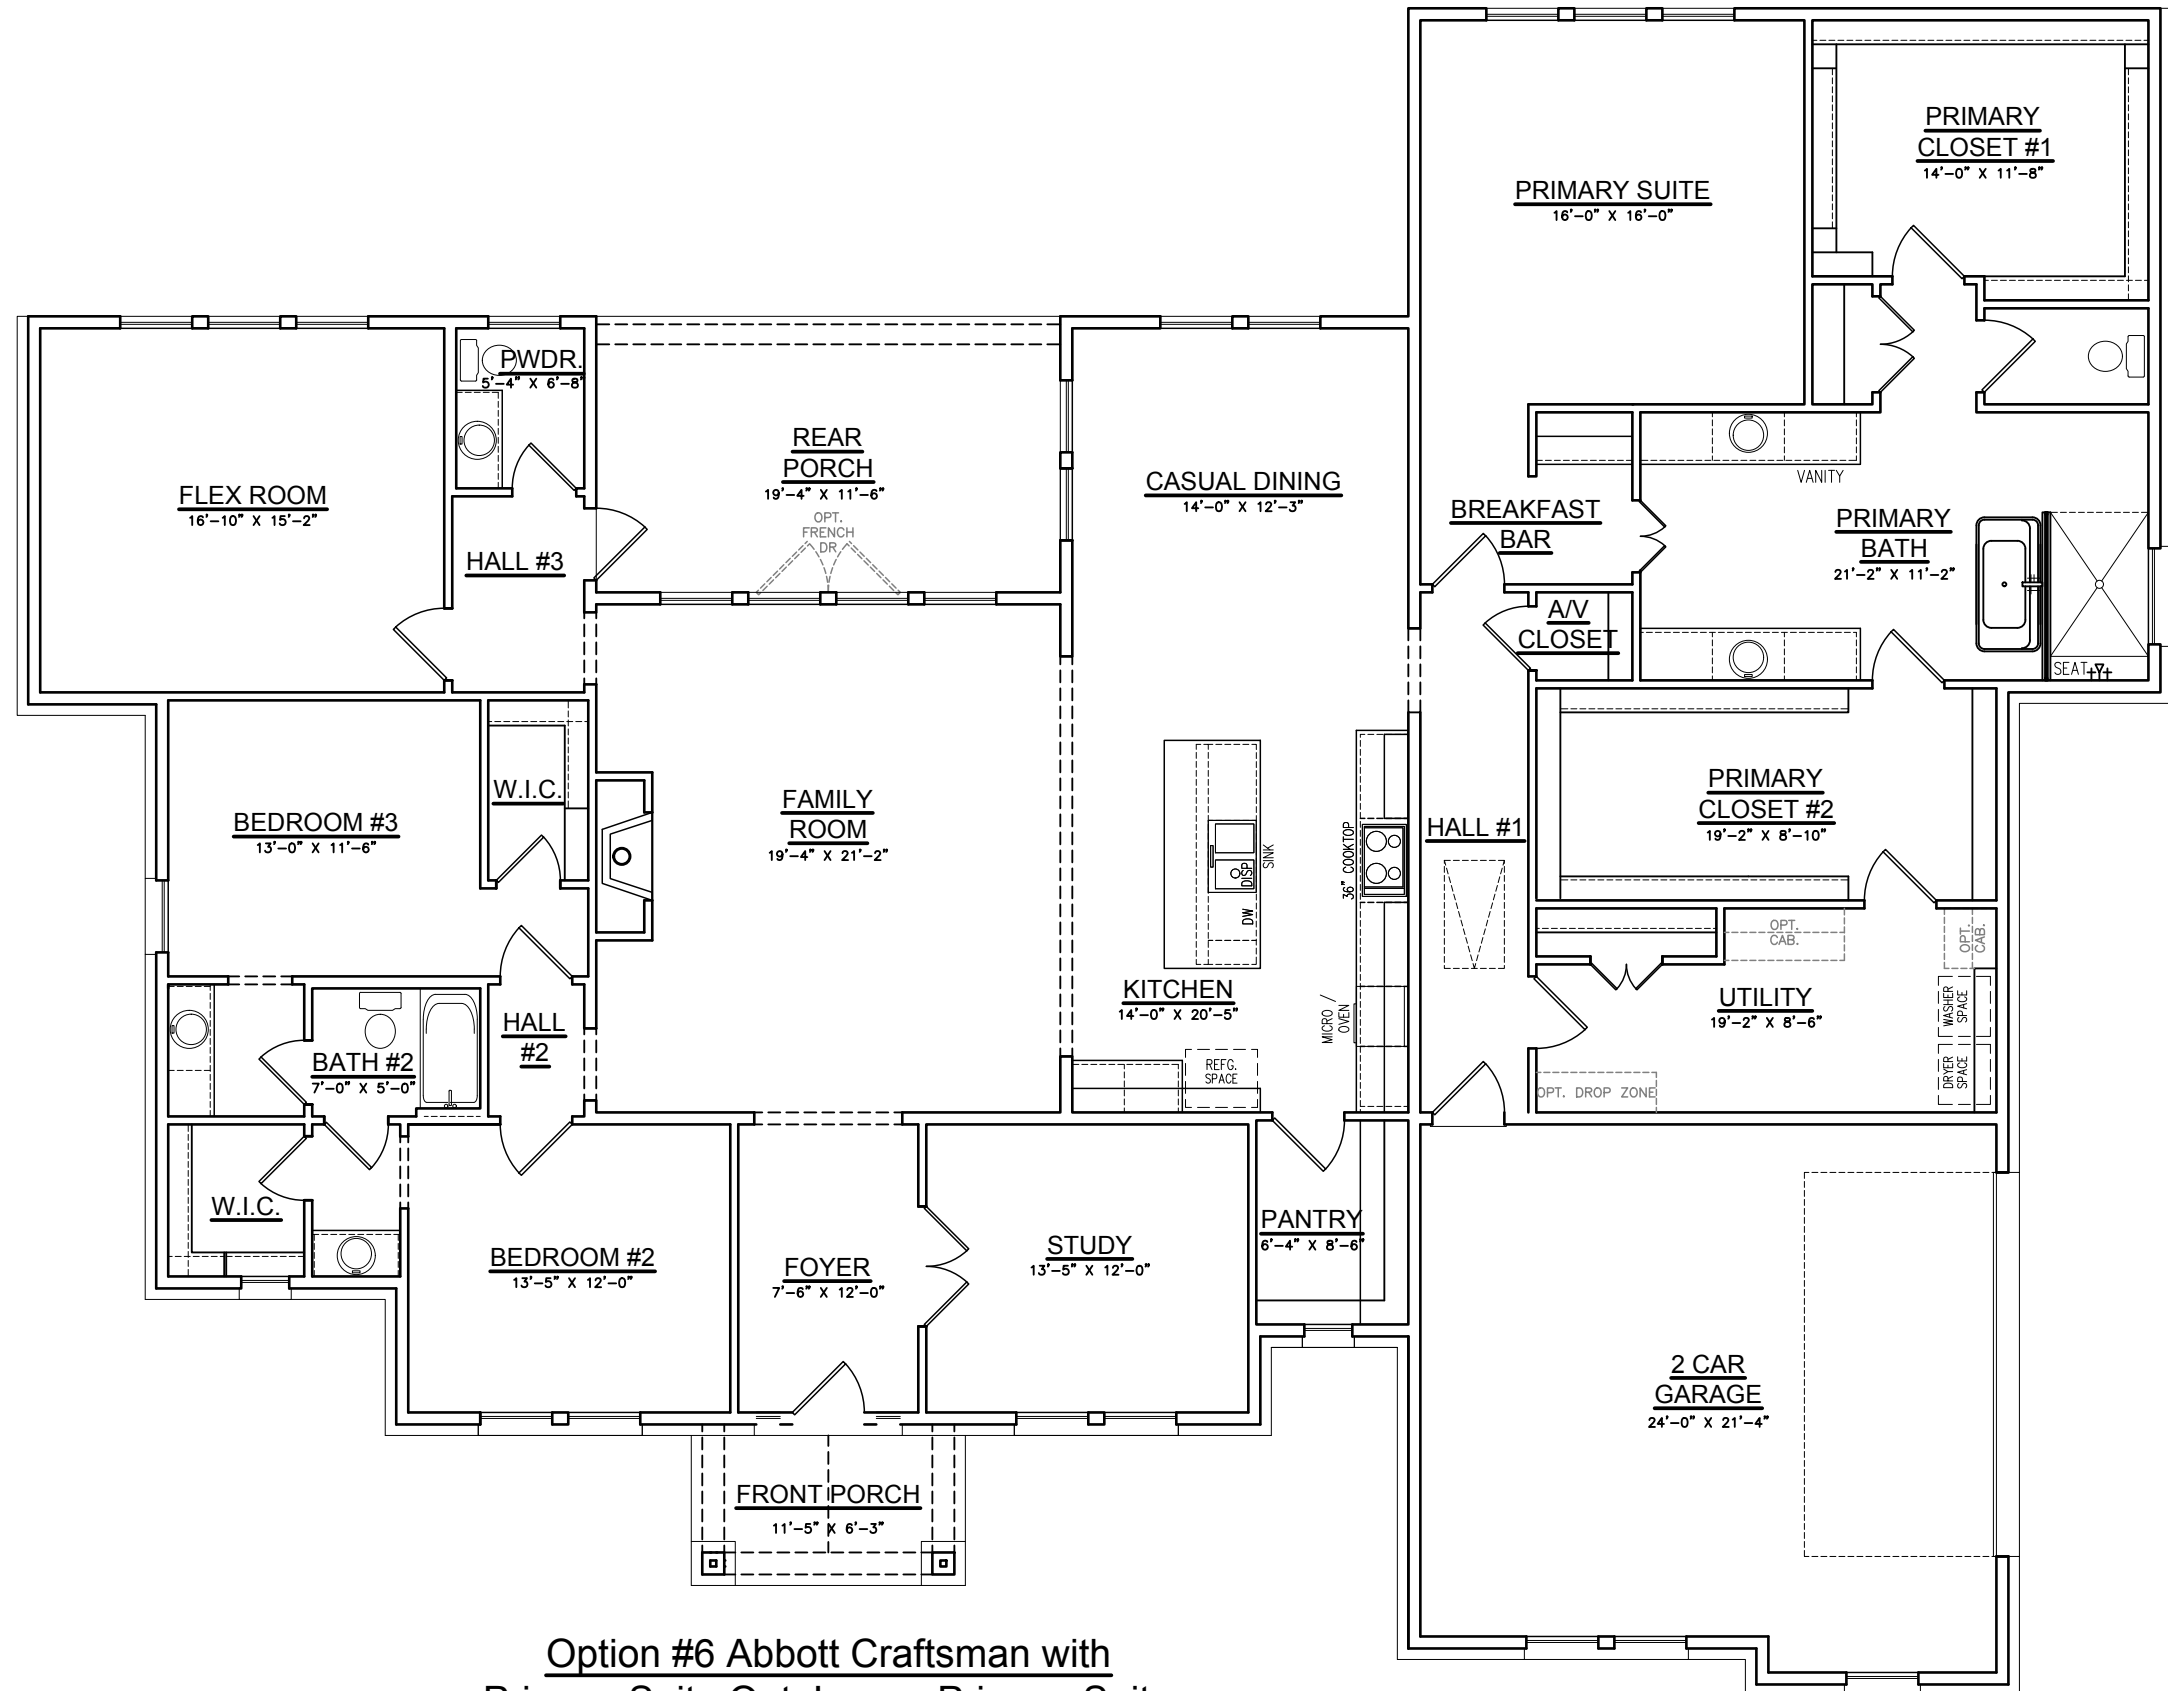 PRIMARY
CLOSET #1
14'-0" X 11'-8"
PRIMARY SUITE
16'-0" X 16'-0"
PWDR.
5'-4" X 6'-8"
REAR
PORCH
19'-4" X 11'-6"
OPT.
FRENCH
DR
CASUAL DINING
14'-0" X 12'-3"
FLEX ROOM
16'-10" X 15'-2"
HALL #3
BREAKFAST
BAR
VANITY
PRIMARY
BATH
21'-2" X 11'-2"
A/V
CLOSET
SEAT
W.I.C.
BEDROOM #3
13'-0" X 11'-6"
FAMILY
ROOM
19'-4" X 21'-2"
SINK
DISP
DW
36" COOKTOP
HALL #1
PRIMARY
CLOSET #2
19'-2" X 8'-10"
OPT.
CAB.
OPT.
CAB.
KITCHEN
14'-0" X 20'-5"
MICRO /
OVEN
REFG.
SPACE
UTILITY
19'-2" X 8'-6"
WASHER
SPACE
DRYER
SPACE
OPT. DROP ZONE
HALL
#2
BATH #2
7'-0" X 5'-0"
W.I.C.
BEDROOM #2
13'-5" X 12'-0"
FOYER
7'-6" X 12'-0"
STUDY
13'-5" X 12'-0"
PANTRY
6'-4" X 8'-6"
2 CAR
GARAGE
24'-0" X 21'-4"
FRONT PORCH
11'-5" X 6'-3"
Option #6 Abbott Craftsman with